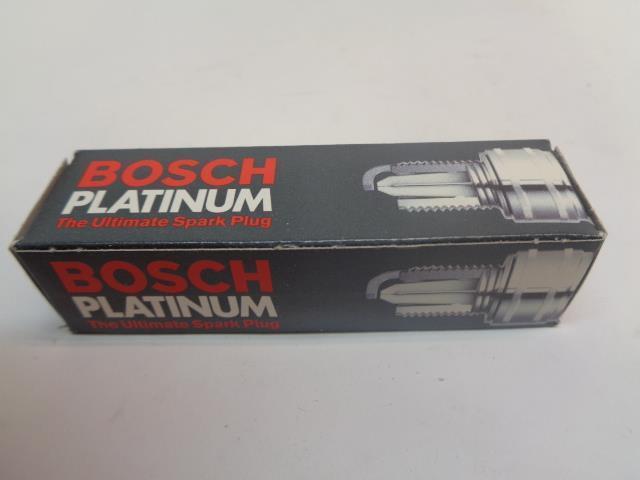 BOSCH
PLATINUM
The Ultimate Spark Plug
BOSCH
PLATINUM
The Ultimate Spark Plug